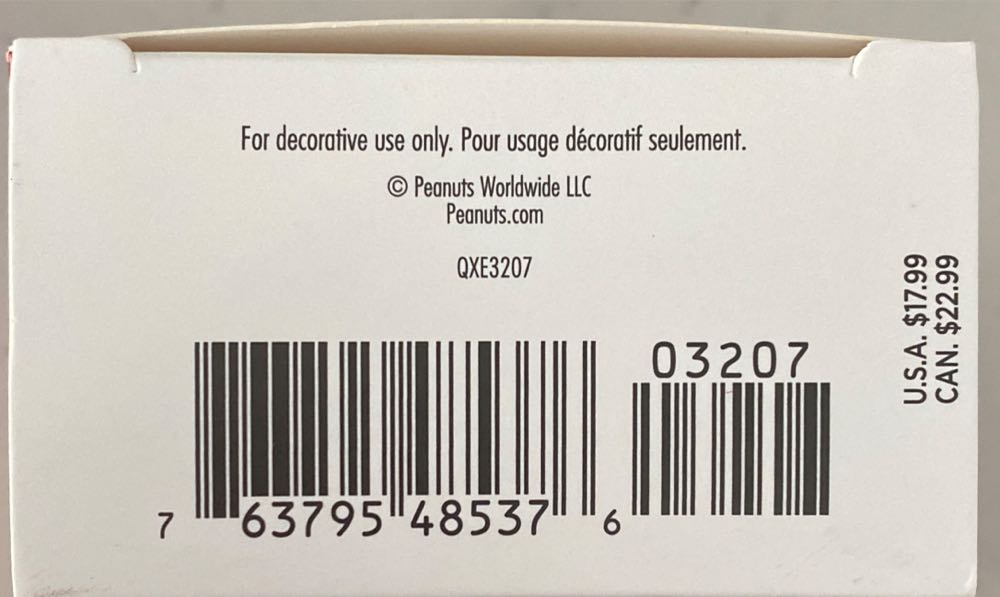 For decorative use only. Pour usage décoratif seulement.
© Peanuts Worldwide LLC
Peanuts.com
QXE3207
03207
7 63795 48537 6
U.S.A. $17.99
CAN. $22.99